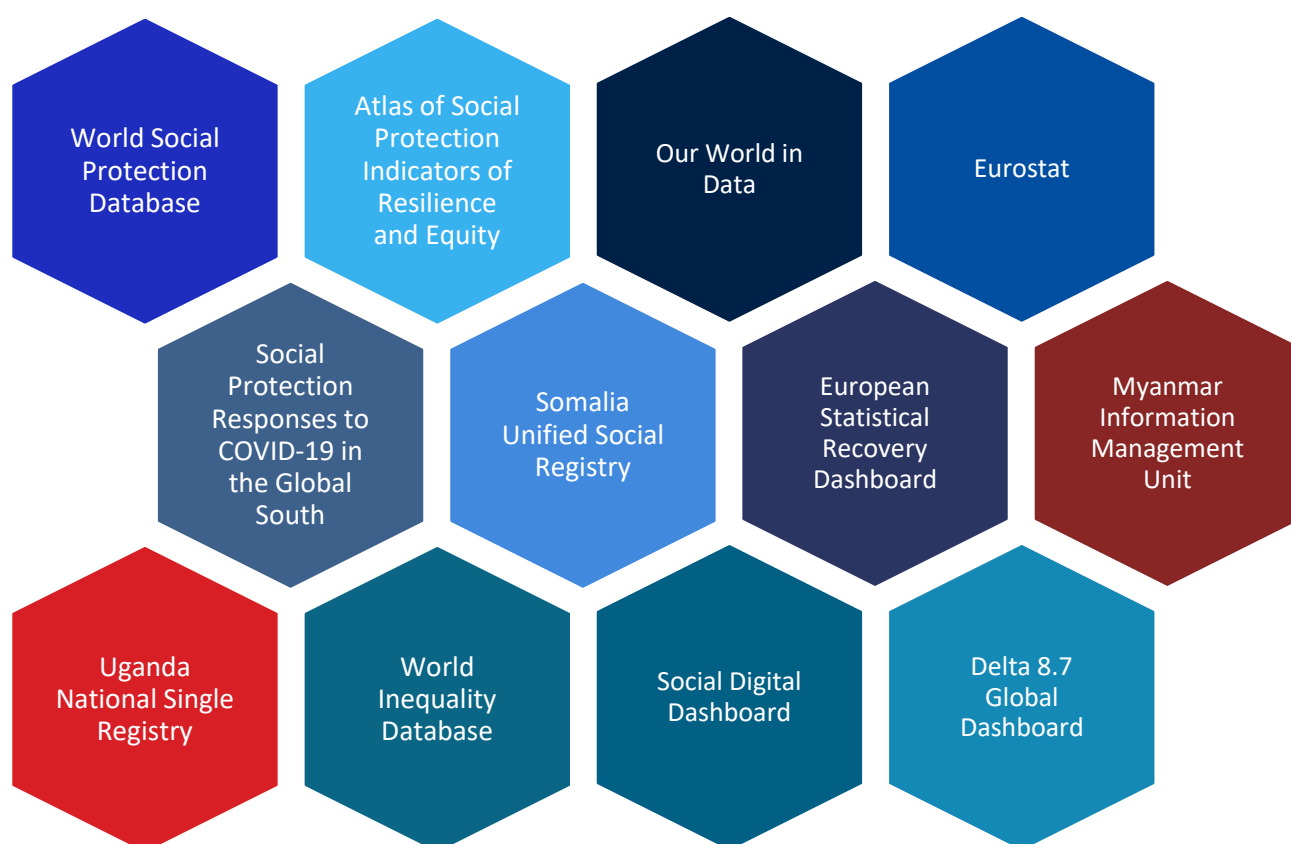 World Social
Protection
Database
Atlas of Social
Protection
Indicators of
Resilience
and Equity
Our World in
Data
Eurostat
Social
Protection
Responses to
COVID-19 in
the Global
South
Somalia
Unified Social
Registry
European
Statistical
Recovery
Dashboard
Myanmar
Information
Management
Unit
Uganda
National Single
Registry
World
Inequality
Database
Social Digital
Dashboard
Delta 8.7
Global
Dashboard